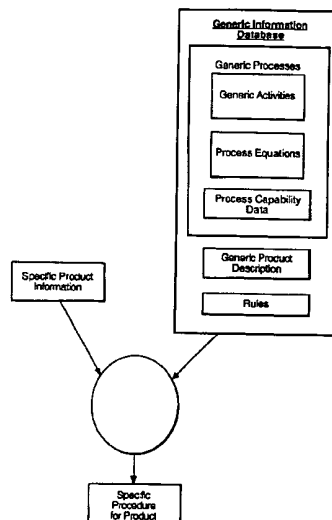 Generic Information
Database
Generic Processes
Generic Activities
Process Equations
Process Capability
Data
Generic Product
Description
Rules
Specific Product
Information
Specific
Procedure
for Product